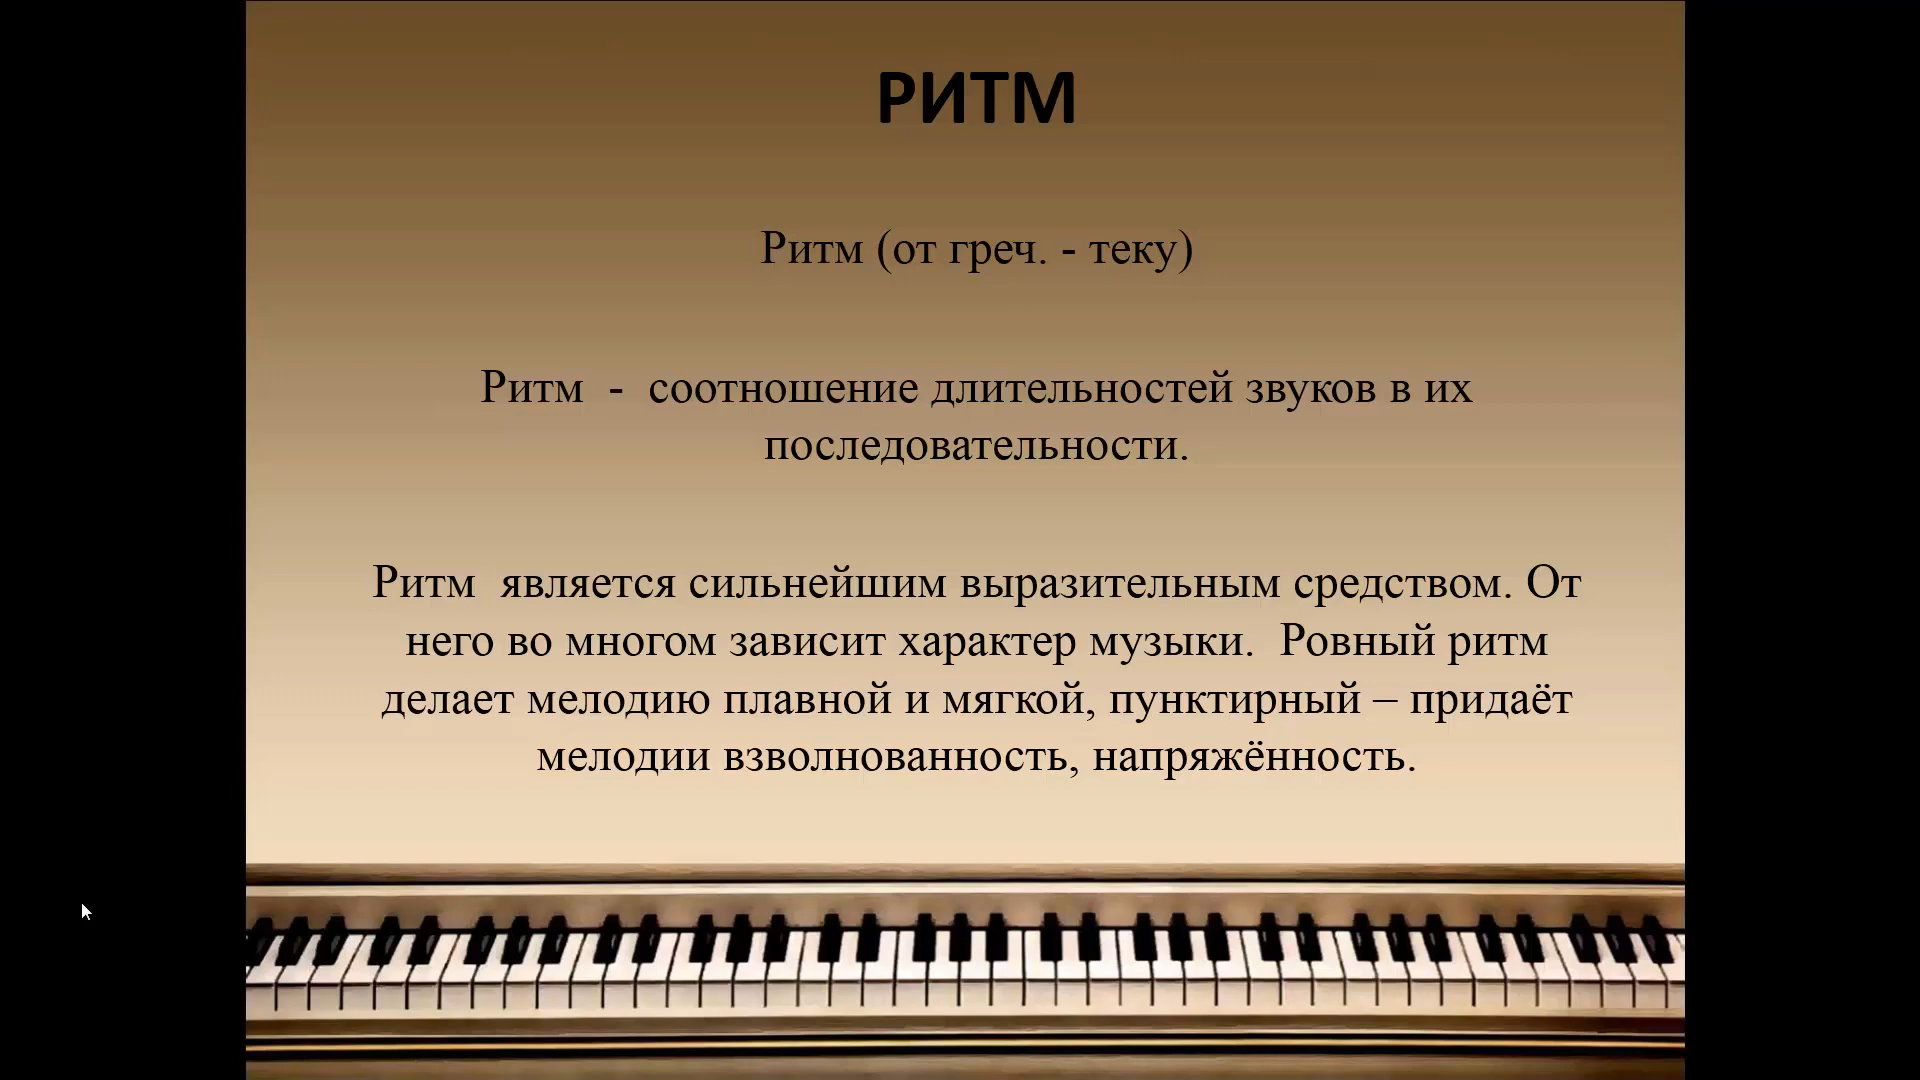 РИТМ
Ритм (от греч. - теку)
Ритм - соотношение длительностей звуков в их
последовательности.
Ритм является сильнейшим выразительным средством. От
него во многом зависит характер музыки. Ровный ритм
делает мелодию плавной и мягкой, пунктирный – придаёт
мелодии взволнованность, напряжённость.